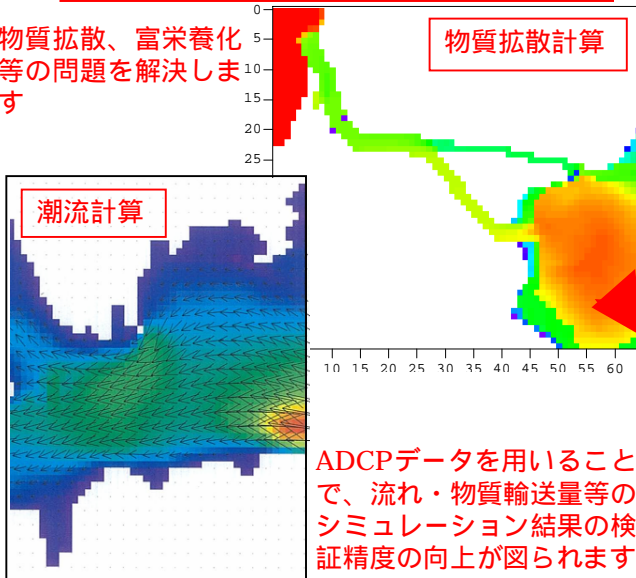 物質拡散、富栄養化
等の問題を解決しま
す
物質拡散計算
0
5
10
15
20
25
潮流計算
10 15 20 25 30 35 40 45 50 55 60
ADCPデータを用いること
で、流れ・物質輸送量等の
シミュレーション結果の検
証精度の向上が図られます